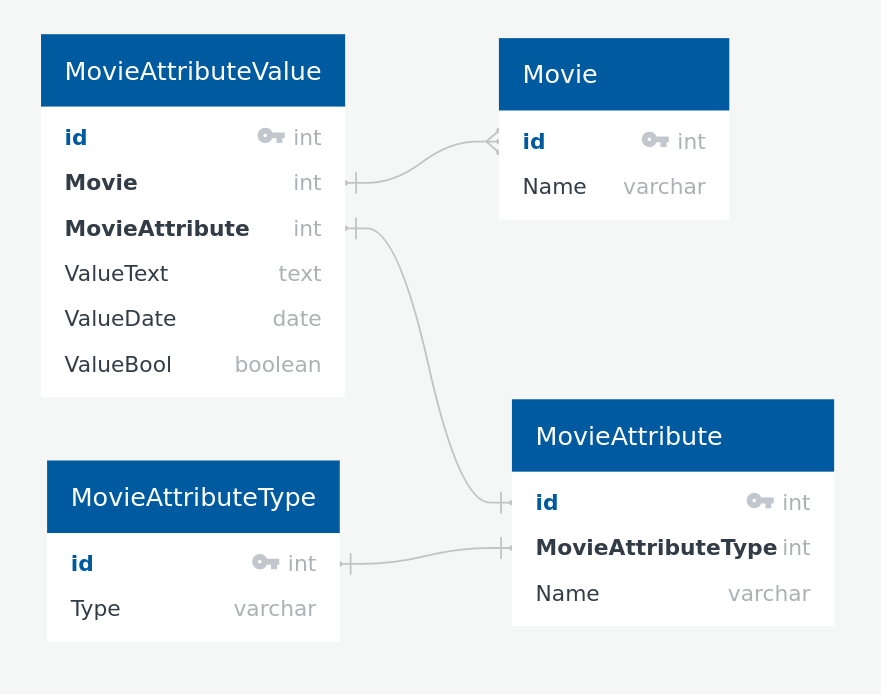 MovieAttributeValue
id int
Movie int
MovieAttribute int
ValueText text
ValueDate date
ValueBool boolean
Movie
id int
Name varchar
MovieAttributeType
id int
Type varchar
MovieAttribute
id int
MovieAttributeType int
Name varchar